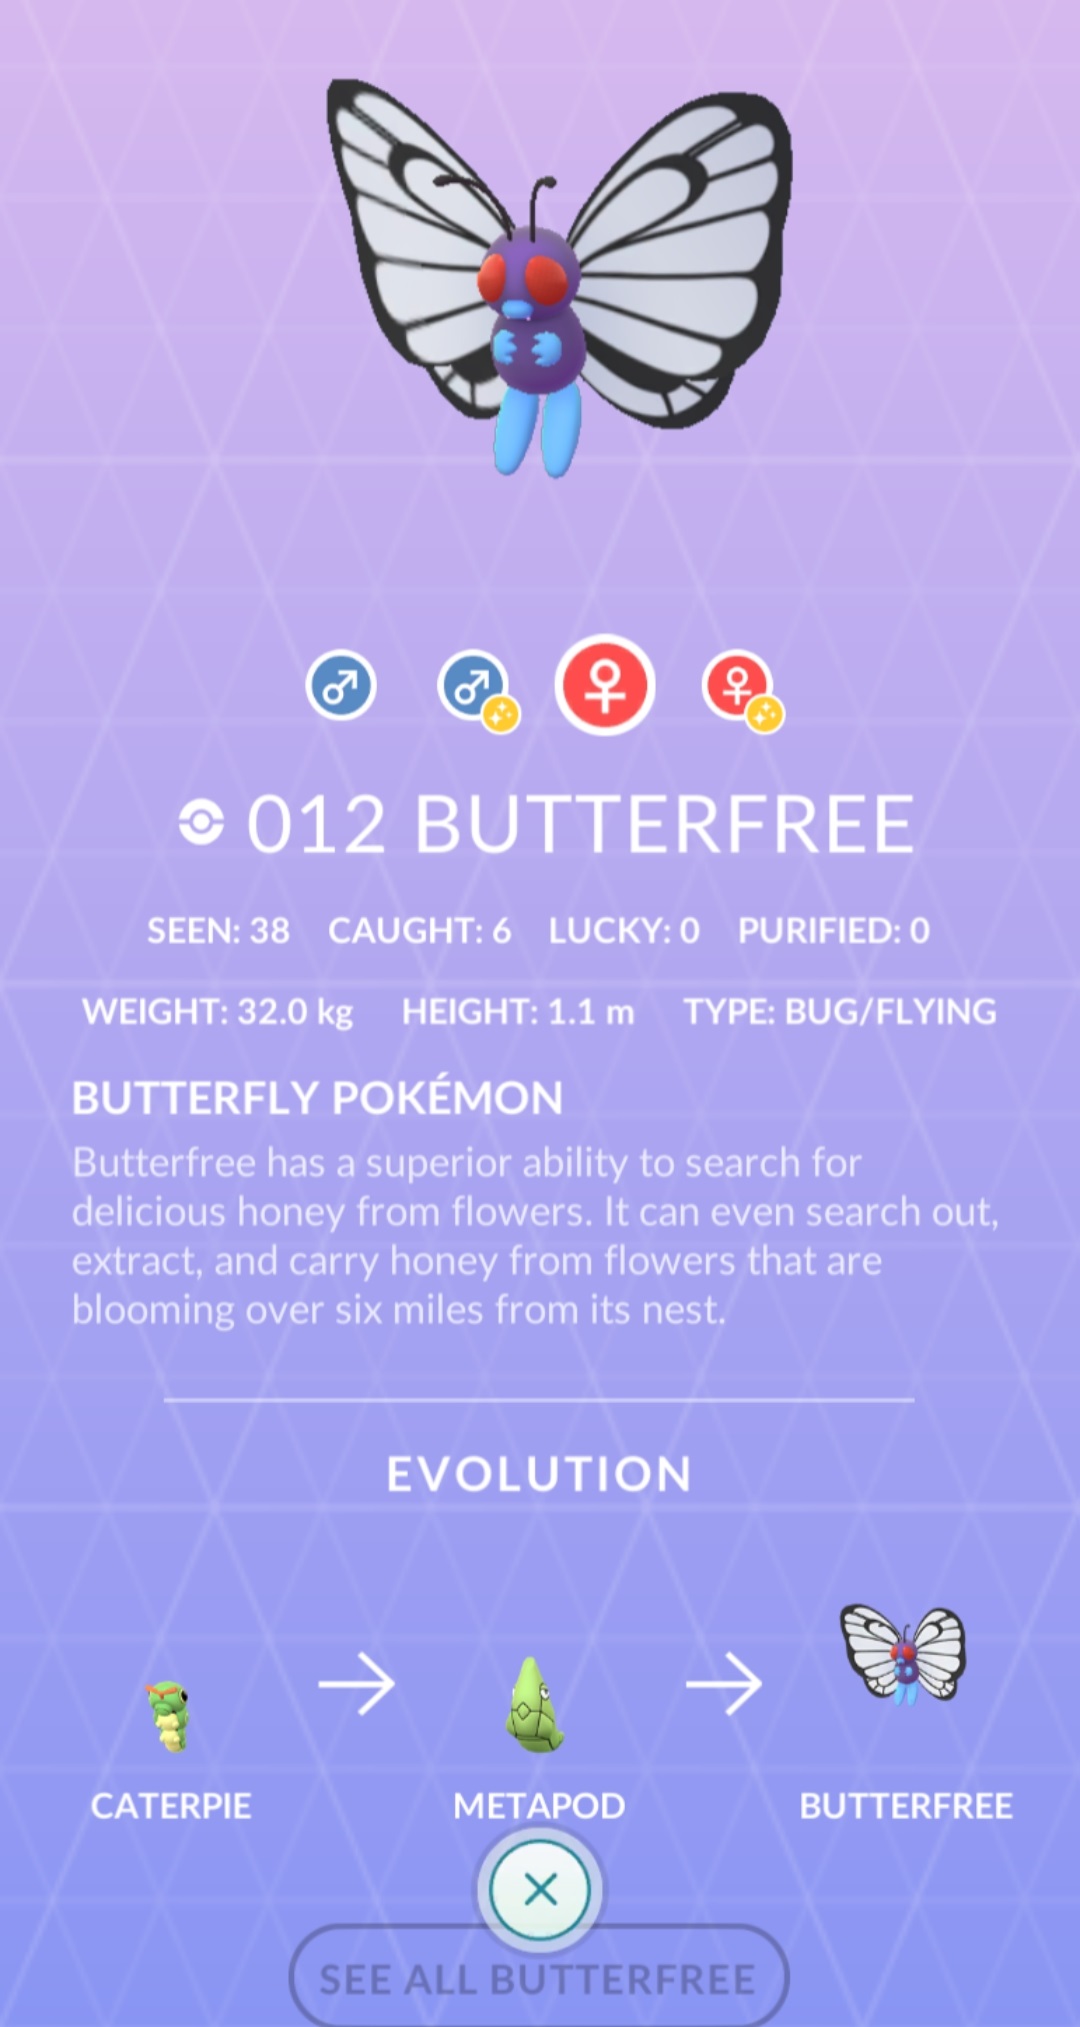 012 BUTTERFREE
SEEN: 38 CAUGHT: 6 LUCKY: 0 PURIFIED: 0
WEIGHT: 32.0 kg HEIGHT: 1.1 m TYPE: BUG/FLYING
BUTTERFLY POKÉMON
Butterfree has a superior ability to search for
delicious honey from flowers. It can even search out,
extract, and carry honey from flowers that are
blooming over six miles from its nest.
EVOLUTION
CATERPIE METAPOD BUTTERFREE
SEE ALL BUTTERFREE